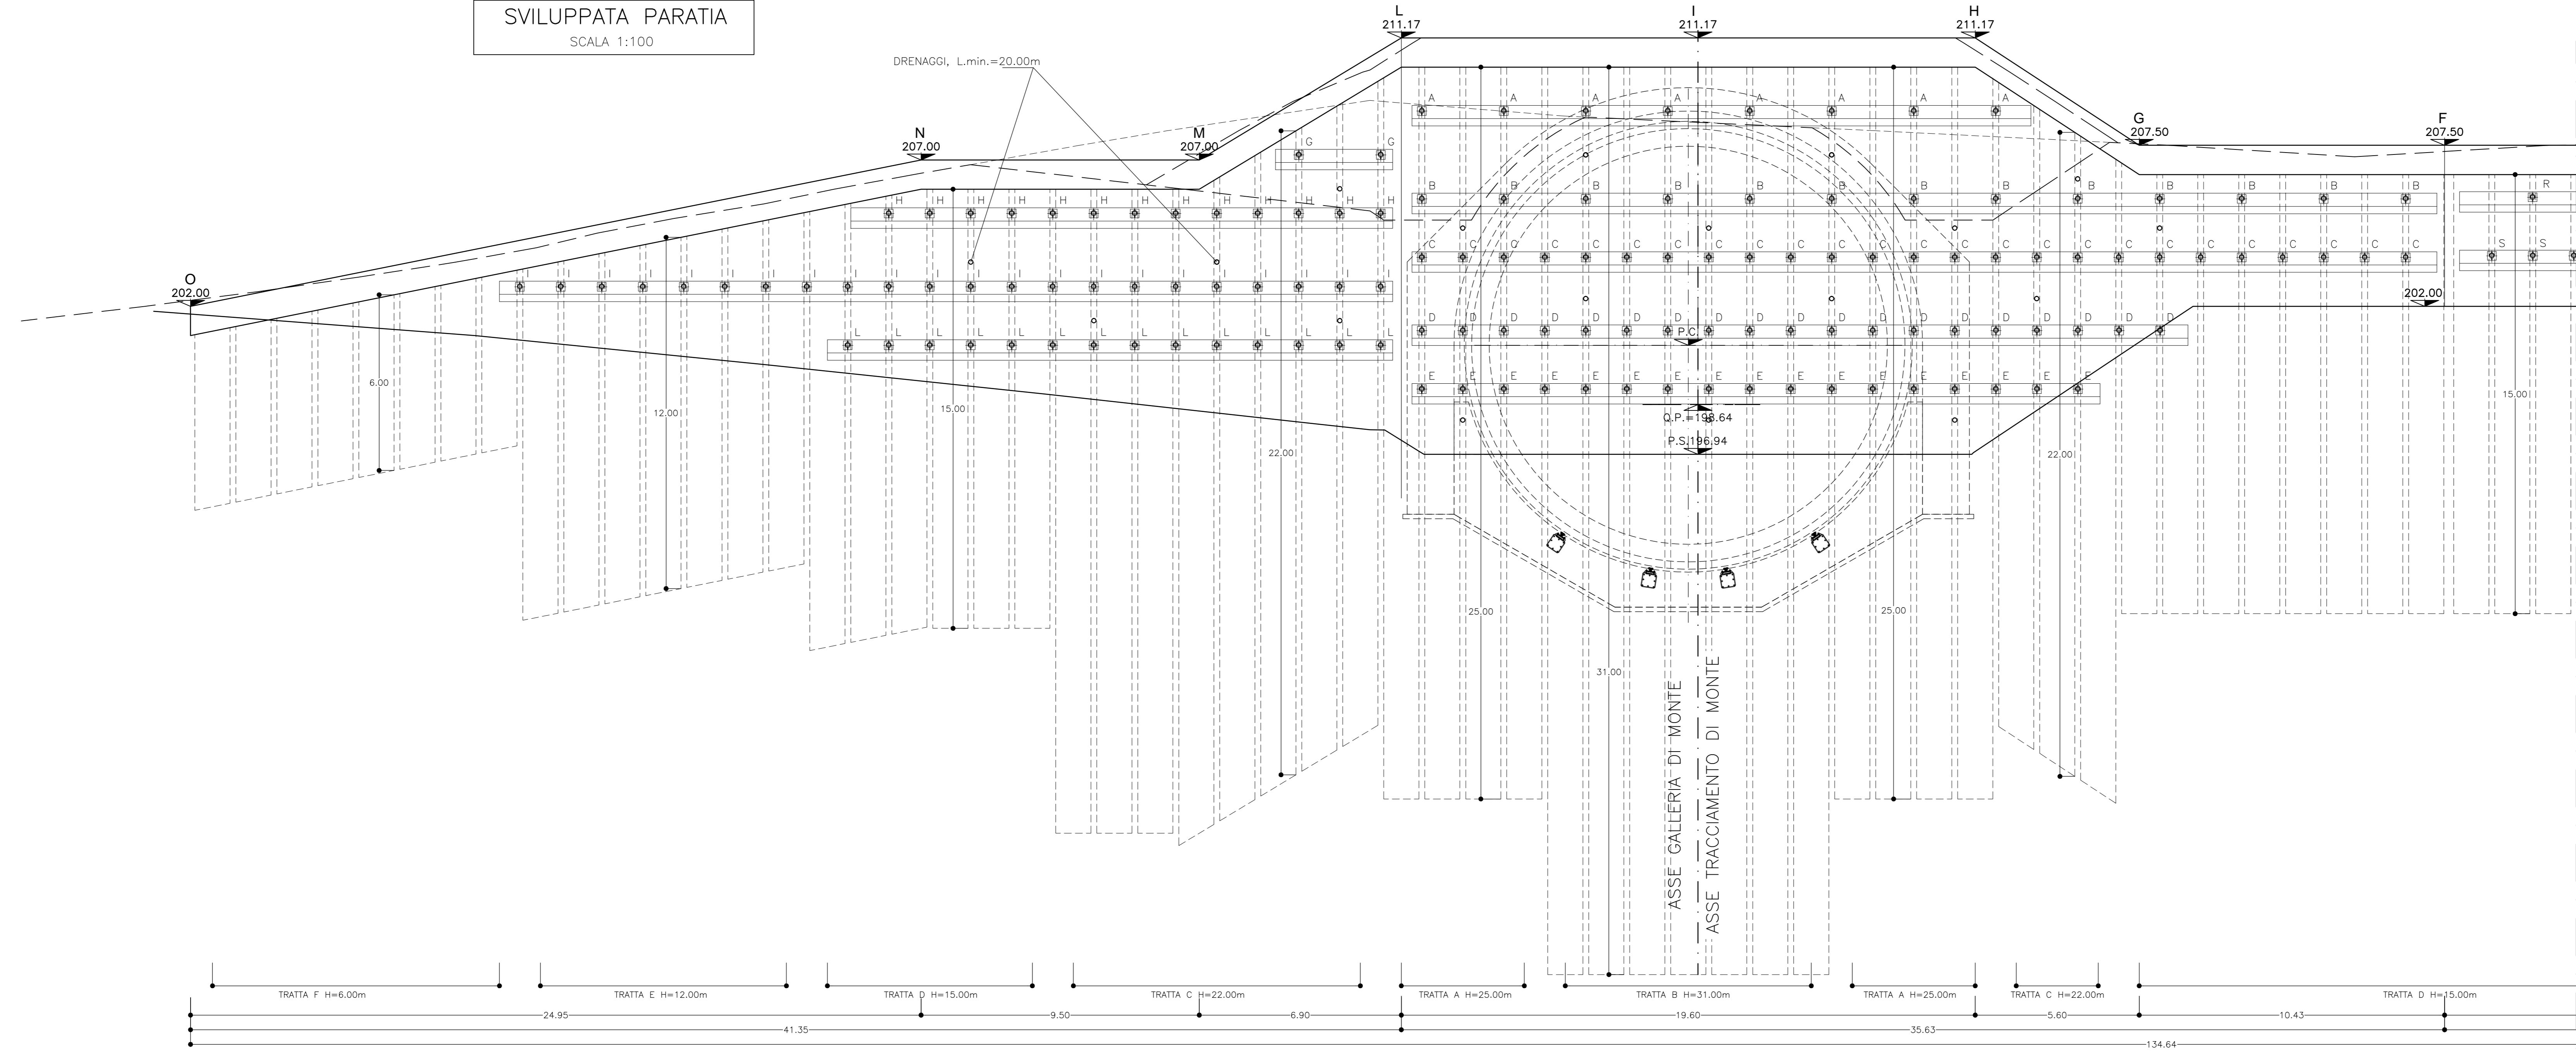 SVILUPPATA PARATIA
SCALA 1:100
DRENAGGI, L.min.=20.00m
L
211.17
I
211.17
H
211.17
N
207.00
M
207.00
G
207.50
F
207.50
O
202.00
202.00
A A A A A A A A
G G
B B B B B B B B B B B B B
R
H H H H H H H H H H H H H
C C C C C C C C C C C C C C C C C C C C C C C C C
S S
I I I I I I I I I I I I I I I I I I I I I I
D D D D D D D D D D D D D D D D D D D
L L L L L L L L L L L L L L
P.C.
E E E E E E E E E E E E E E E E E
Q.P.=198.64
P.S.196.94
6.00
12.00
15.00
22.00
25.00
31.00
25.00
22.00
15.00
ASSE GALLERIA DI MONTE
ASSE TRACCIAMENTO DI MONTE
TRATTA F H=6.00m
TRATTA E H=12.00m
TRATTA D H=15.00m
TRATTA C H=22.00m
TRATTA A H=25.00m
TRATTA B H=31.00m
TRATTA A H=25.00m
TRATTA C H=22.00m
TRATTA D H=15.00m
24.95
9.50
6.90
19.60
5.60
10.43
41.35
35.63
134.64